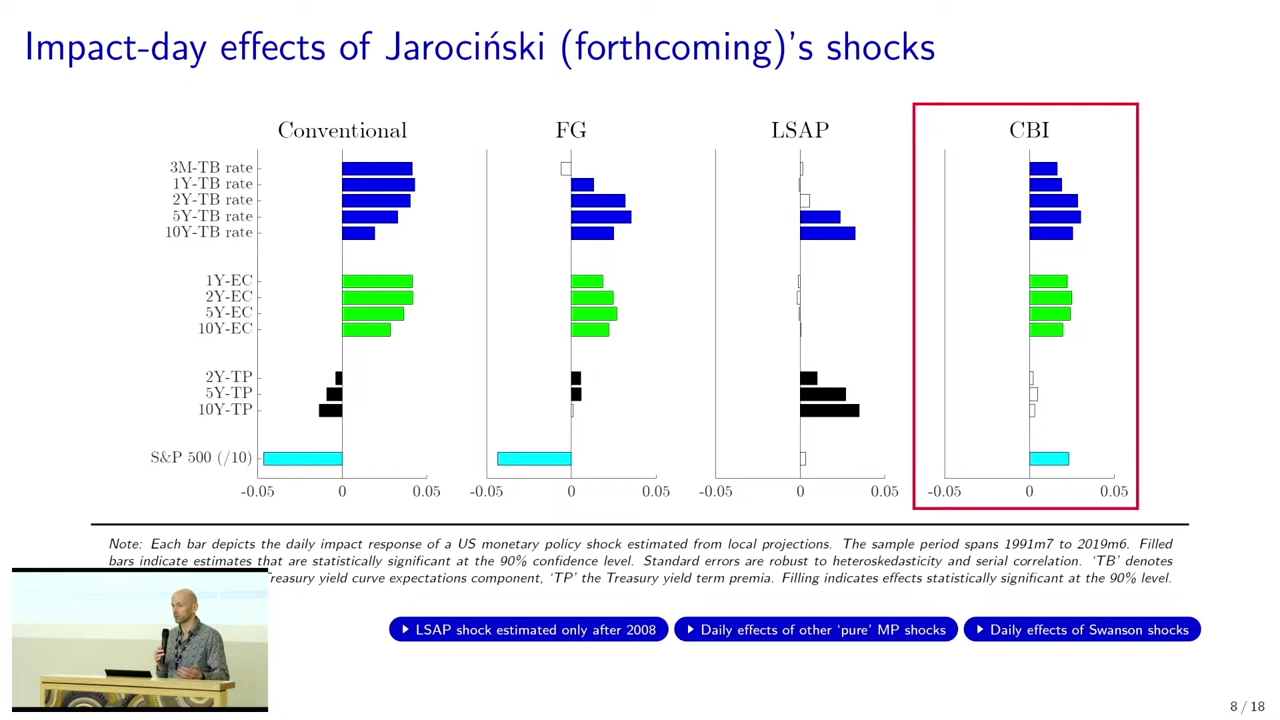 Impact-day effects of Jarociński (forthcoming)'s shocks
Conventional
FG
LSAP
CBI
3M-TB rate
1Y-TB rate
2Y-TB rate
5Y-TB rate
10Y-TB rate
1Y-EC
2Y-EC
5Y-EC
10Y-EC
2Y-TP
5Y-TP
10Y-TP
S&P 500 (/10)
-0.05 0 0.05
-0.05 0 0.05
-0.05 0 0.05
-0.05 0 0.05
Note: Each bar depicts the daily impact response of a US monetary policy shock estimated from local projections. The sample period spans 1991m7 to 2019m6. Filled
bars indicate estimates that are statistically significant at the 90% confidence level. Standard errors are robust to heteroskedasticity and serial correlation. 'TB' denotes
Treasury yield curve expectations component, 'TP' the Treasury yield term premia. Filling indicates effects statistically significant at the 90% level.
LSAP shock estimated only after 2008
Daily effects of other 'pure' MP shocks
Daily effects of Swanson shocks
8 / 18